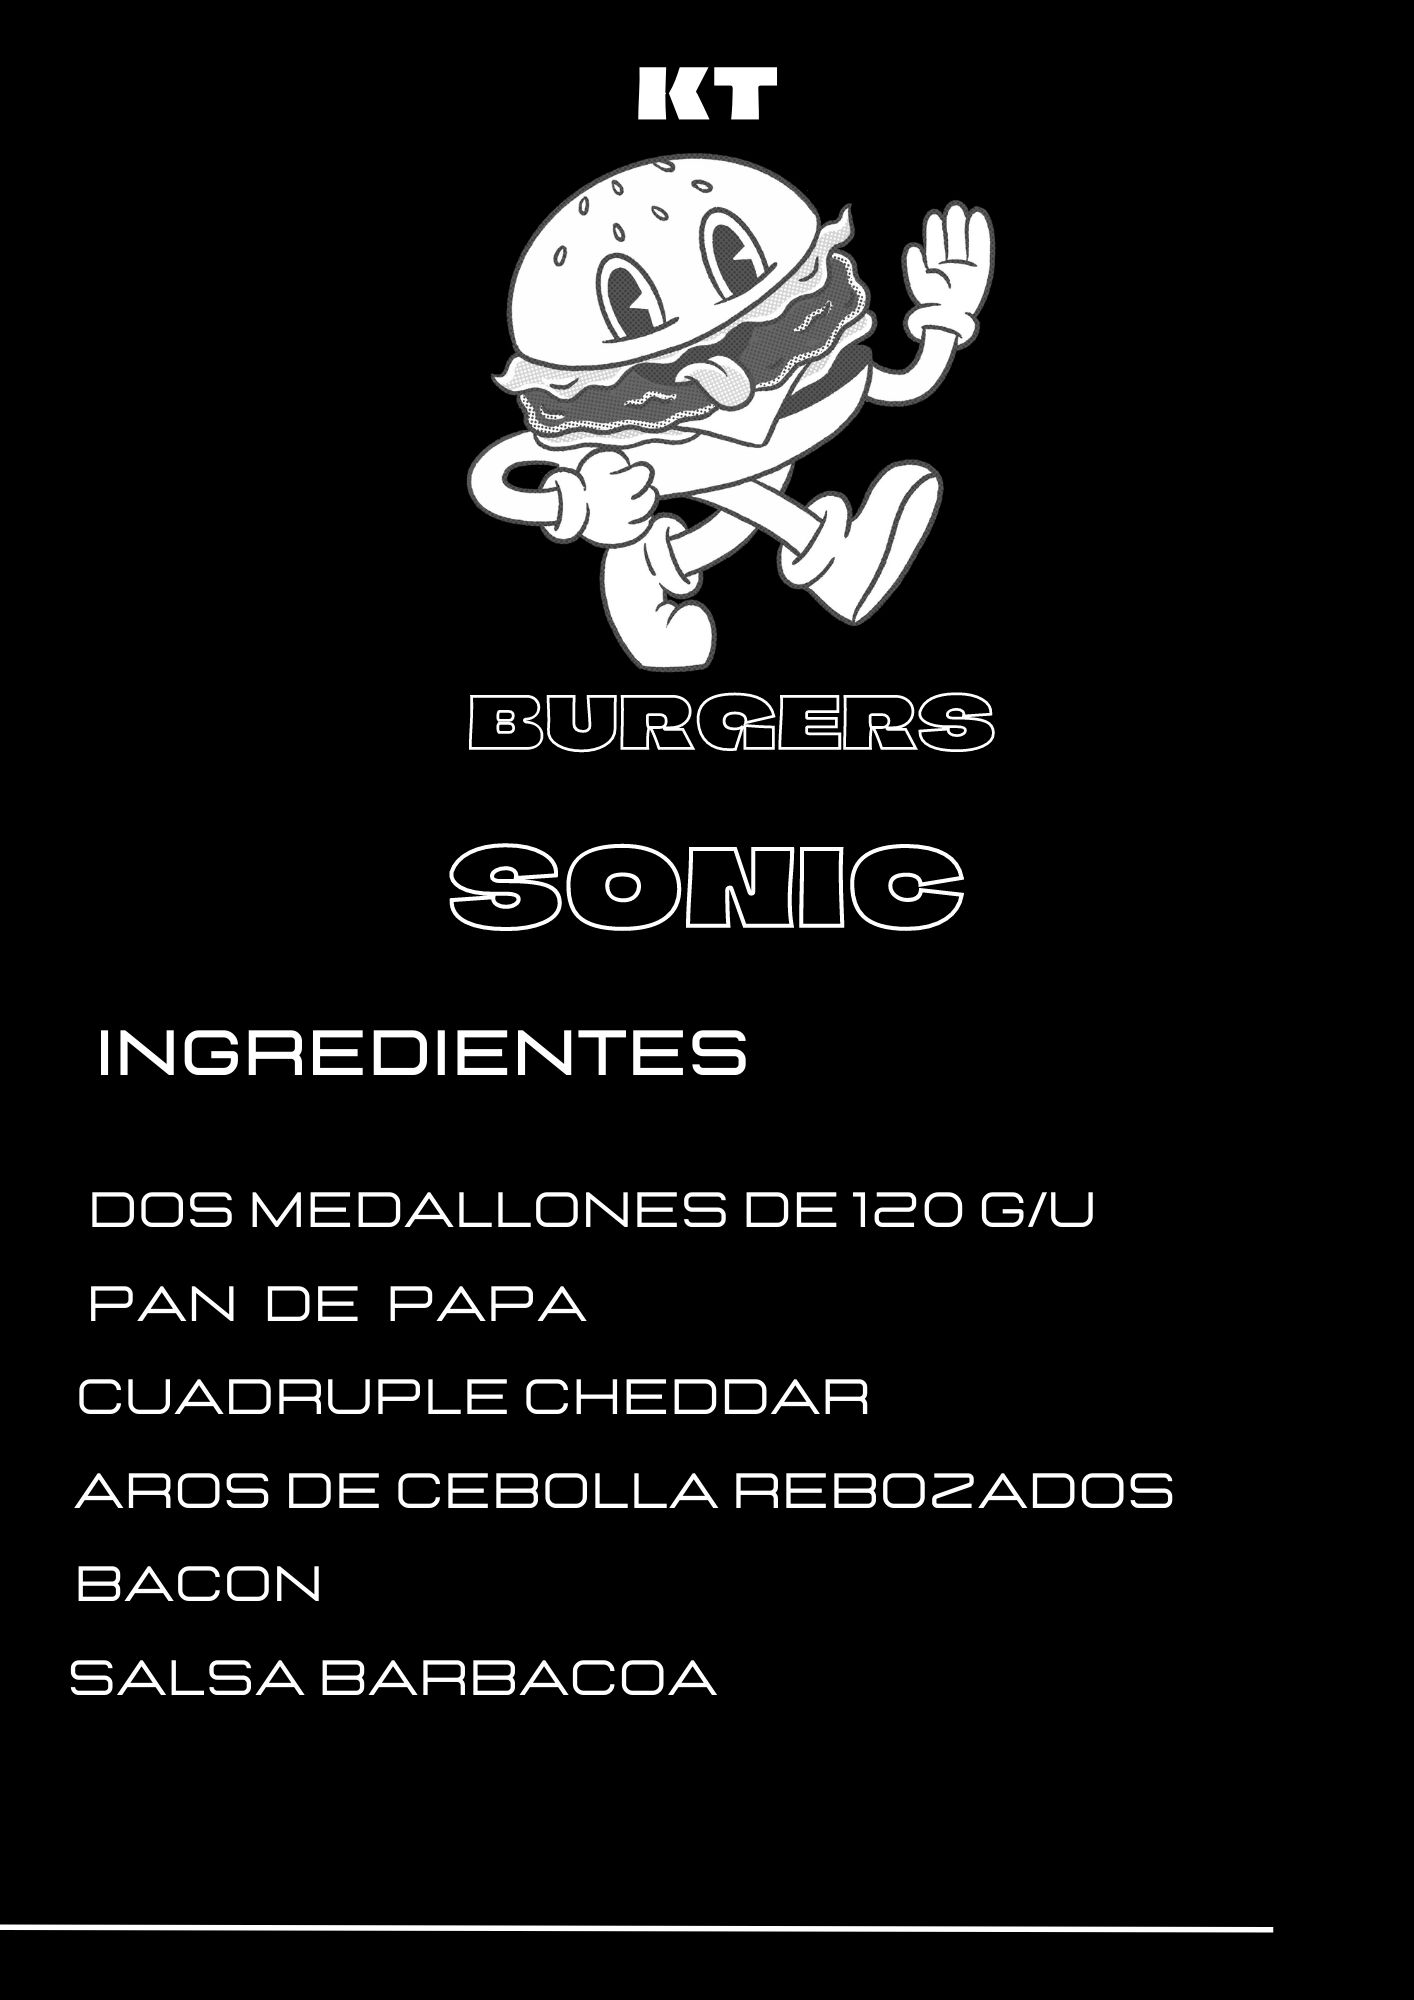 KT
BURGERS
SONIC
INGREDIENTES
DOS MEDALLONES DE 120 G/U
PAN DE PAPA
CUADRUPLE CHEDDAR
AROS DE CEBOLLA REBOZADOS
BACON
SALSA BARBACOA